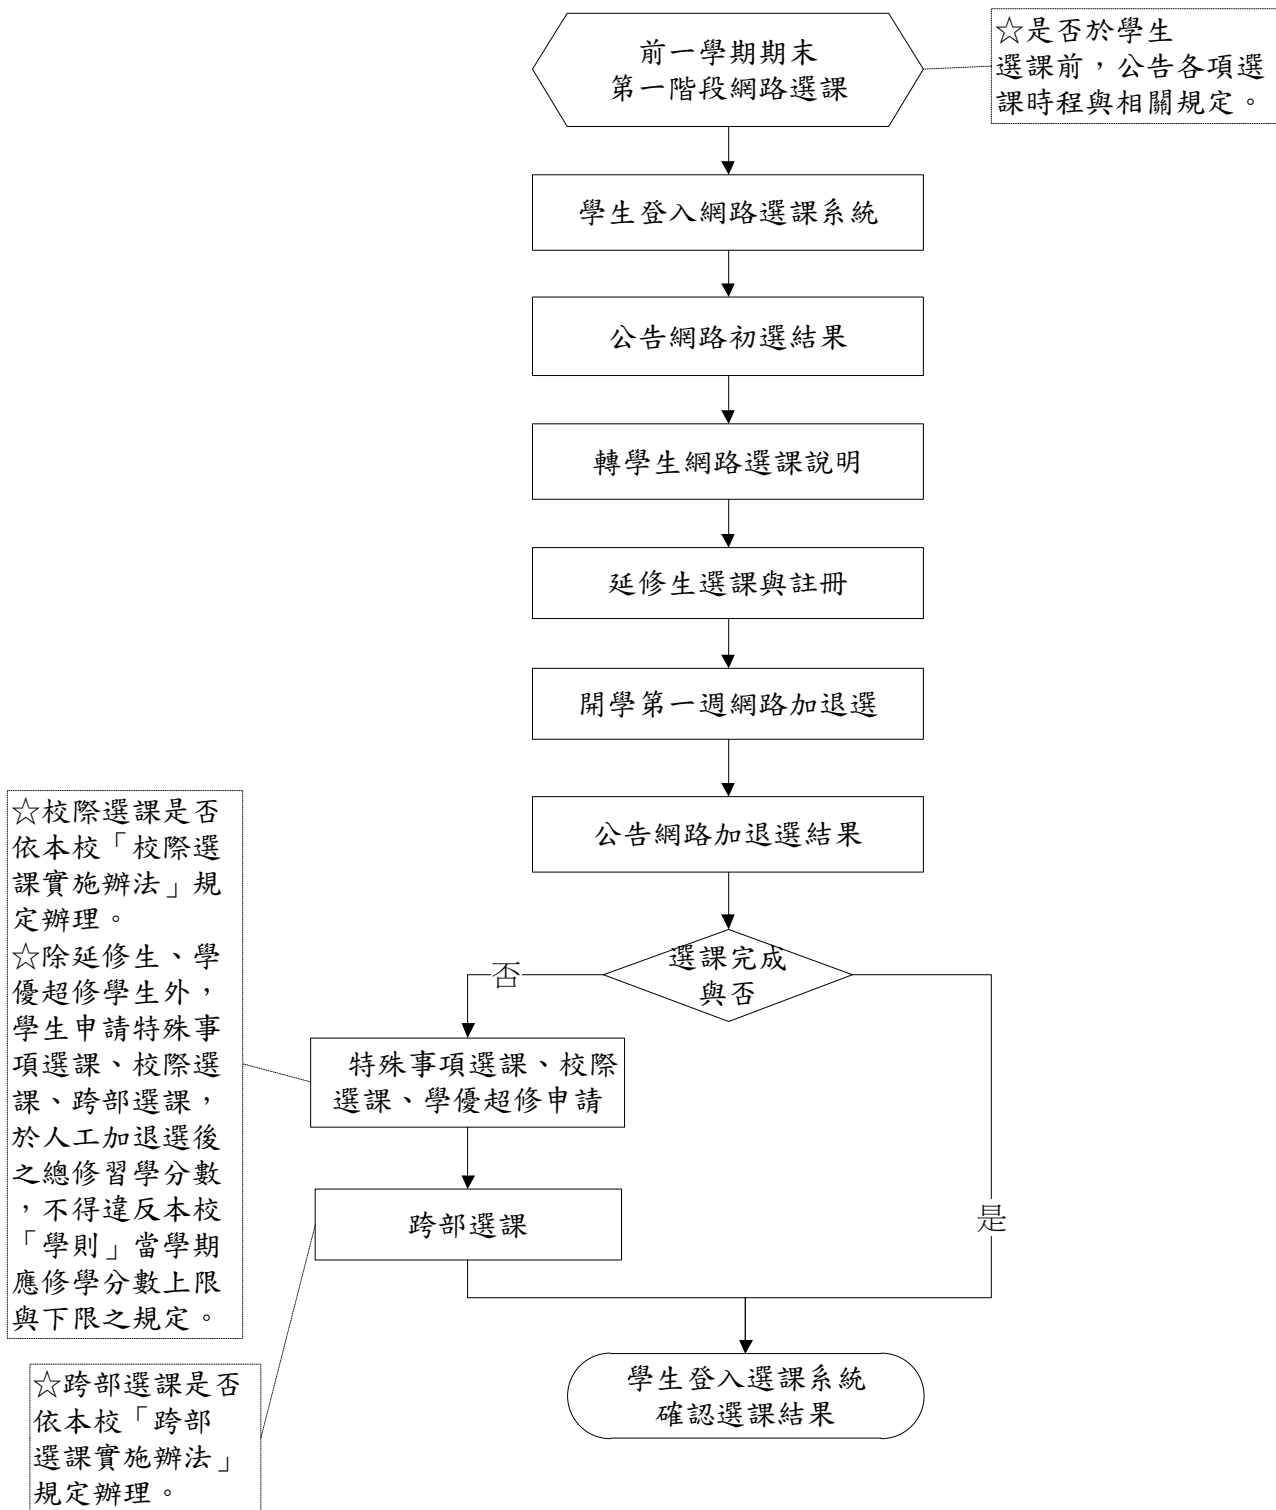 前一學期期末
第一階段網路選課
☆是否於學生
選課前，公告各項選
課時程與相關規定。
學生登入網路選課系統
公告網路初選結果
轉學生網路選課說明
延修生選課與註冊
開學第一週網路加退選
公告網路加退選結果
選課完成
與否
否
是
☆校際選課是否
依本校「校際選
課實施辦法」規
定辦理。
☆除延修生、學
優超修學生外，
學生申請特殊事
項選課、校際選
課、跨部選課，
於人工加退選後
之總修習學分數
，不得違反本校
「學則」當學期
應修學分數上限
與下限之規定。
特殊事項選課、校際
選課、學優超修申請
跨部選課
☆跨部選課是否
依本校「跨部
選課實施辦法」
規定辦理。
學生登入選課系統
確認選課結果